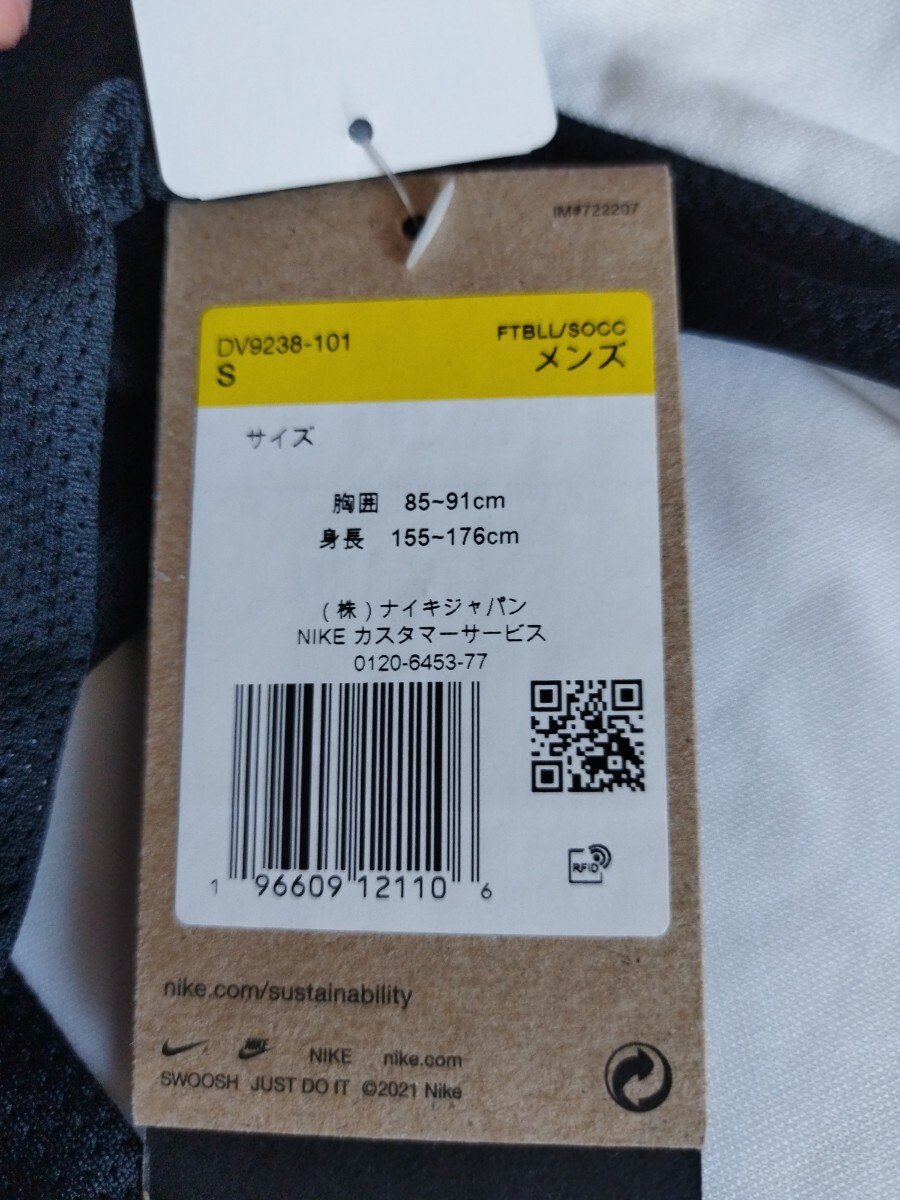 IM#722207
DV9238-101
FTBLL/SOCC
S
メンズ
サイズ
胸囲 85~91cm
身長 155~176cm
(株)ナイキジャパン
NIKE カスタマーサービス
0120-6453-77
1 96609 12110 6
RFID
nike.com/sustainability
NIKE NIKE nike.com
SWOOSH JUST DO IT ©2021 Nike